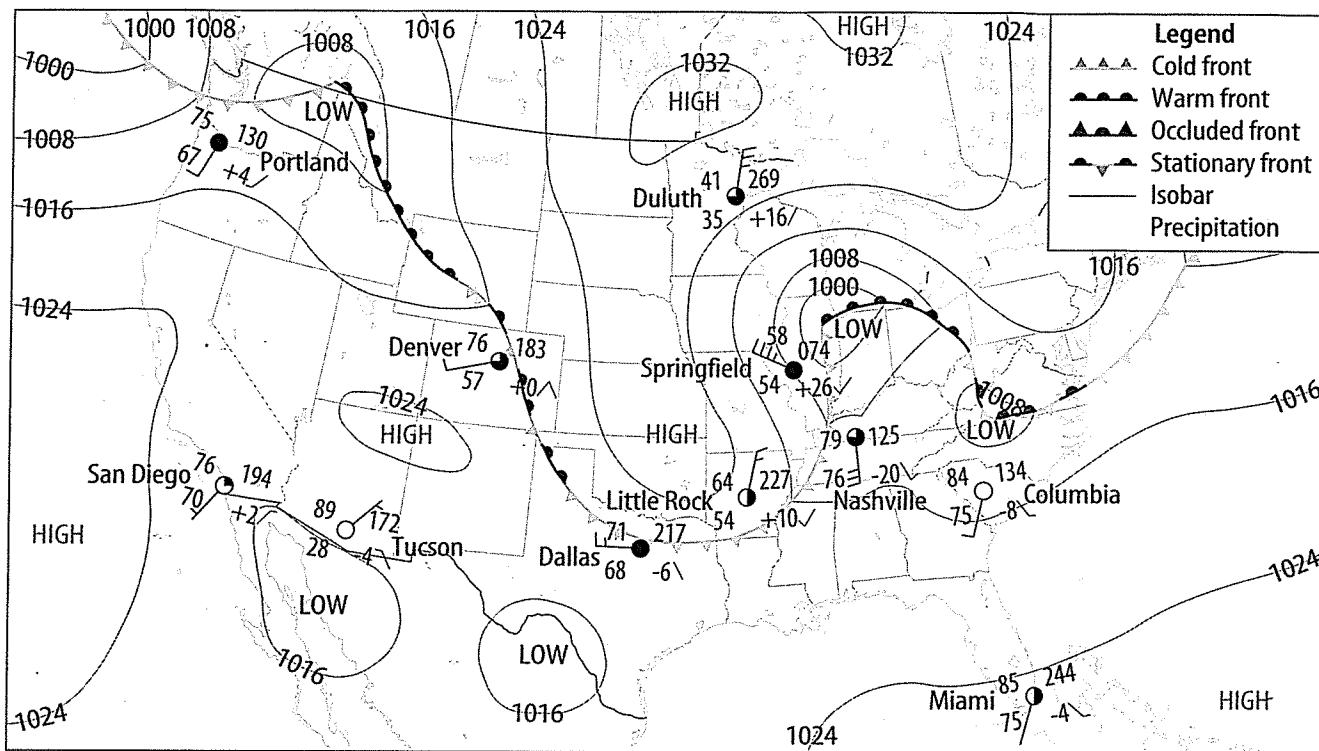 1000 1008 1016 1024 HIGH 1024
1008 1032 1032
1000 LOW HIGH
Legend
Cold front
Warm front
Occluded front
Stationary front
Isobar
Precipitation
1008
75 130
67 +4
Portland
41 269
Duluth
35 +16
1016
1008
1016
1000
1024
LOW
Denver 76 183
57 +0
58 074
Springfield
54 +26
1024
HIGH
HIGH
1008
LOW
1016
79 125
76 -20
Nashville
San Diego 76 194
70 +2
64 227
Little Rock
54 +10
84 134
Columbia
75 -8
HIGH
89 172
28 -4
Tucson
71 217
Dallas
68 -6
1024
LOW
1016
LOW
1016
1024
85 244
Miami
75 -4
HIGH
1024